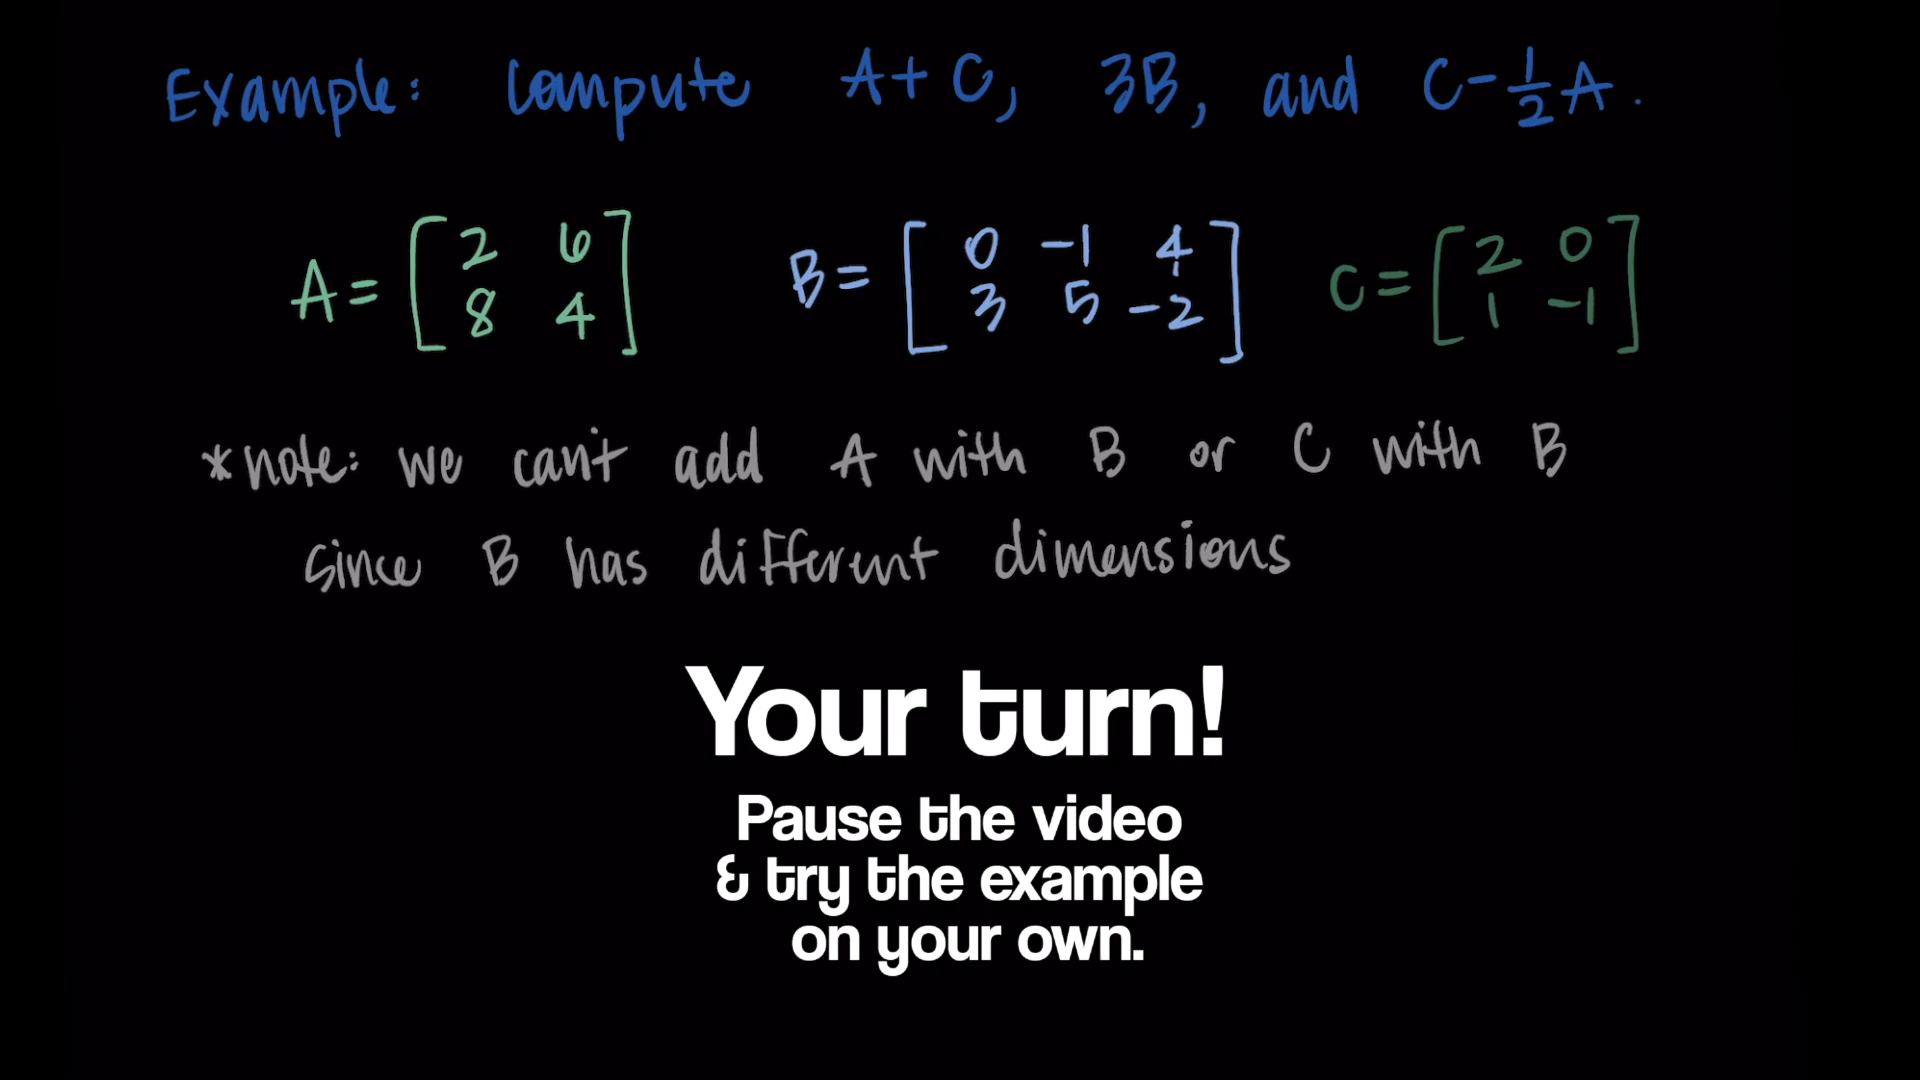 Example: Compute A+C, 3B, and C-½A.
A = [2 6 8 4] B = [0 -1 4 3 5 -2] C = [2 0 1 -1]
*note: we can't add A with B or C with B
since B has different dimensions
Your turn!
Pause the video
& try the example
on your own.